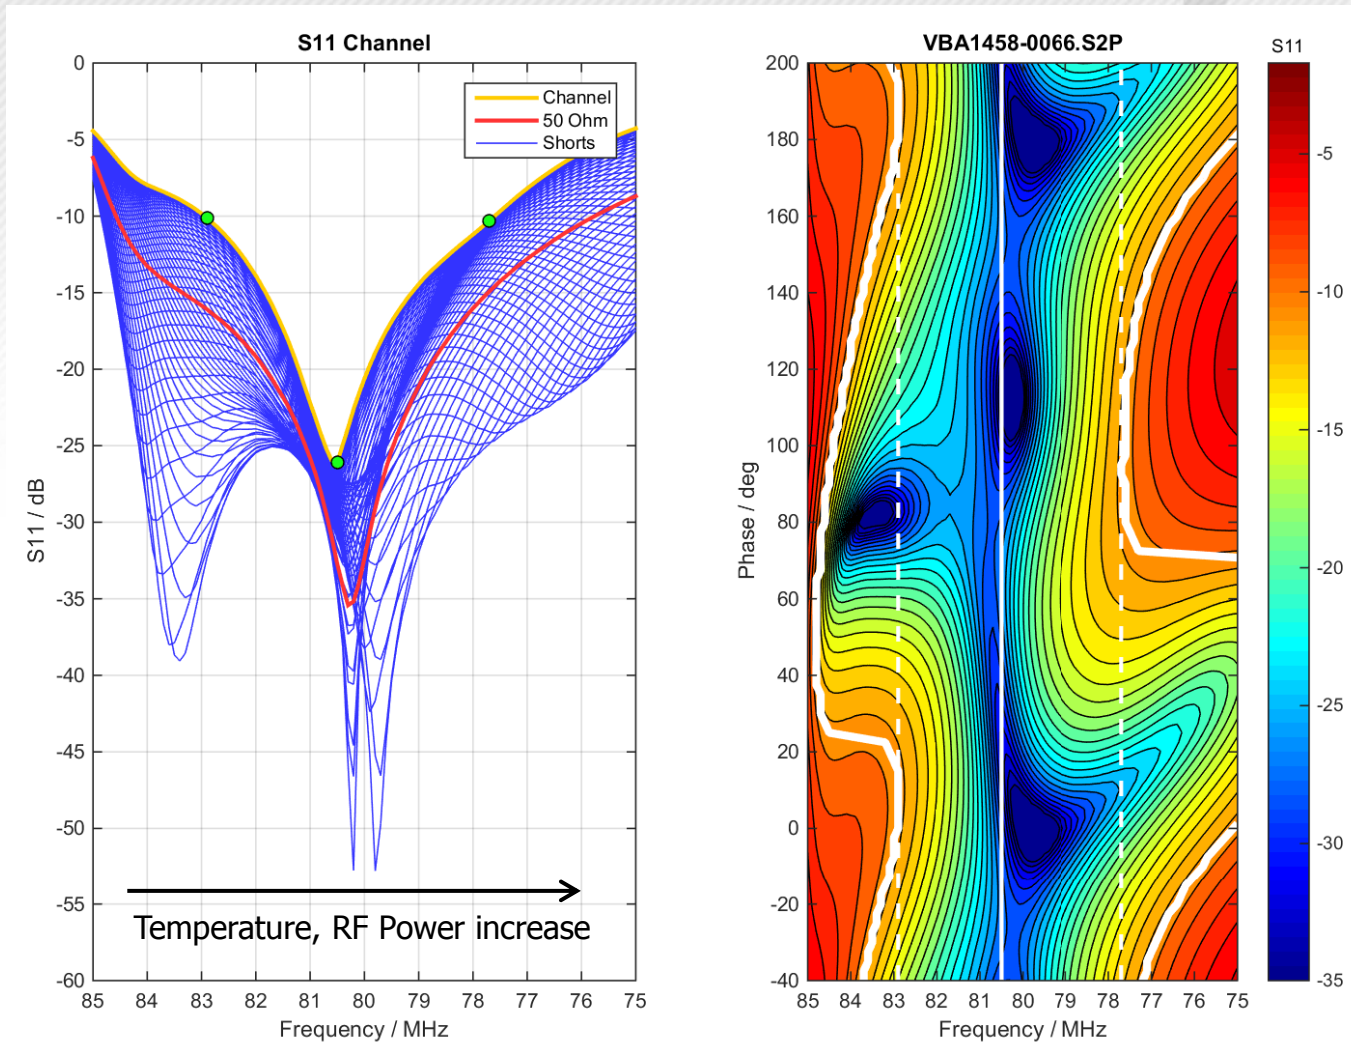 S11 Channel
0
-5
-10
-15
-20
-25
-30
-35
-40
-45
-50
-55
-60
S11 / dB
Channel
50 Ohm
Shorts
Temperature, RF Power increase
85 84 83 82 81 80 79 78 77 76 75
Frequency / MHz
VBA1458-0066.S2P
200
180
160
140
120
100
80
60
40
20
0
-20
-40
Phase / deg
85 84 83 82 81 80 79 78 77 76 75
Frequency / MHz
S11
-5
-10
-15
-20
-25
-30
-35